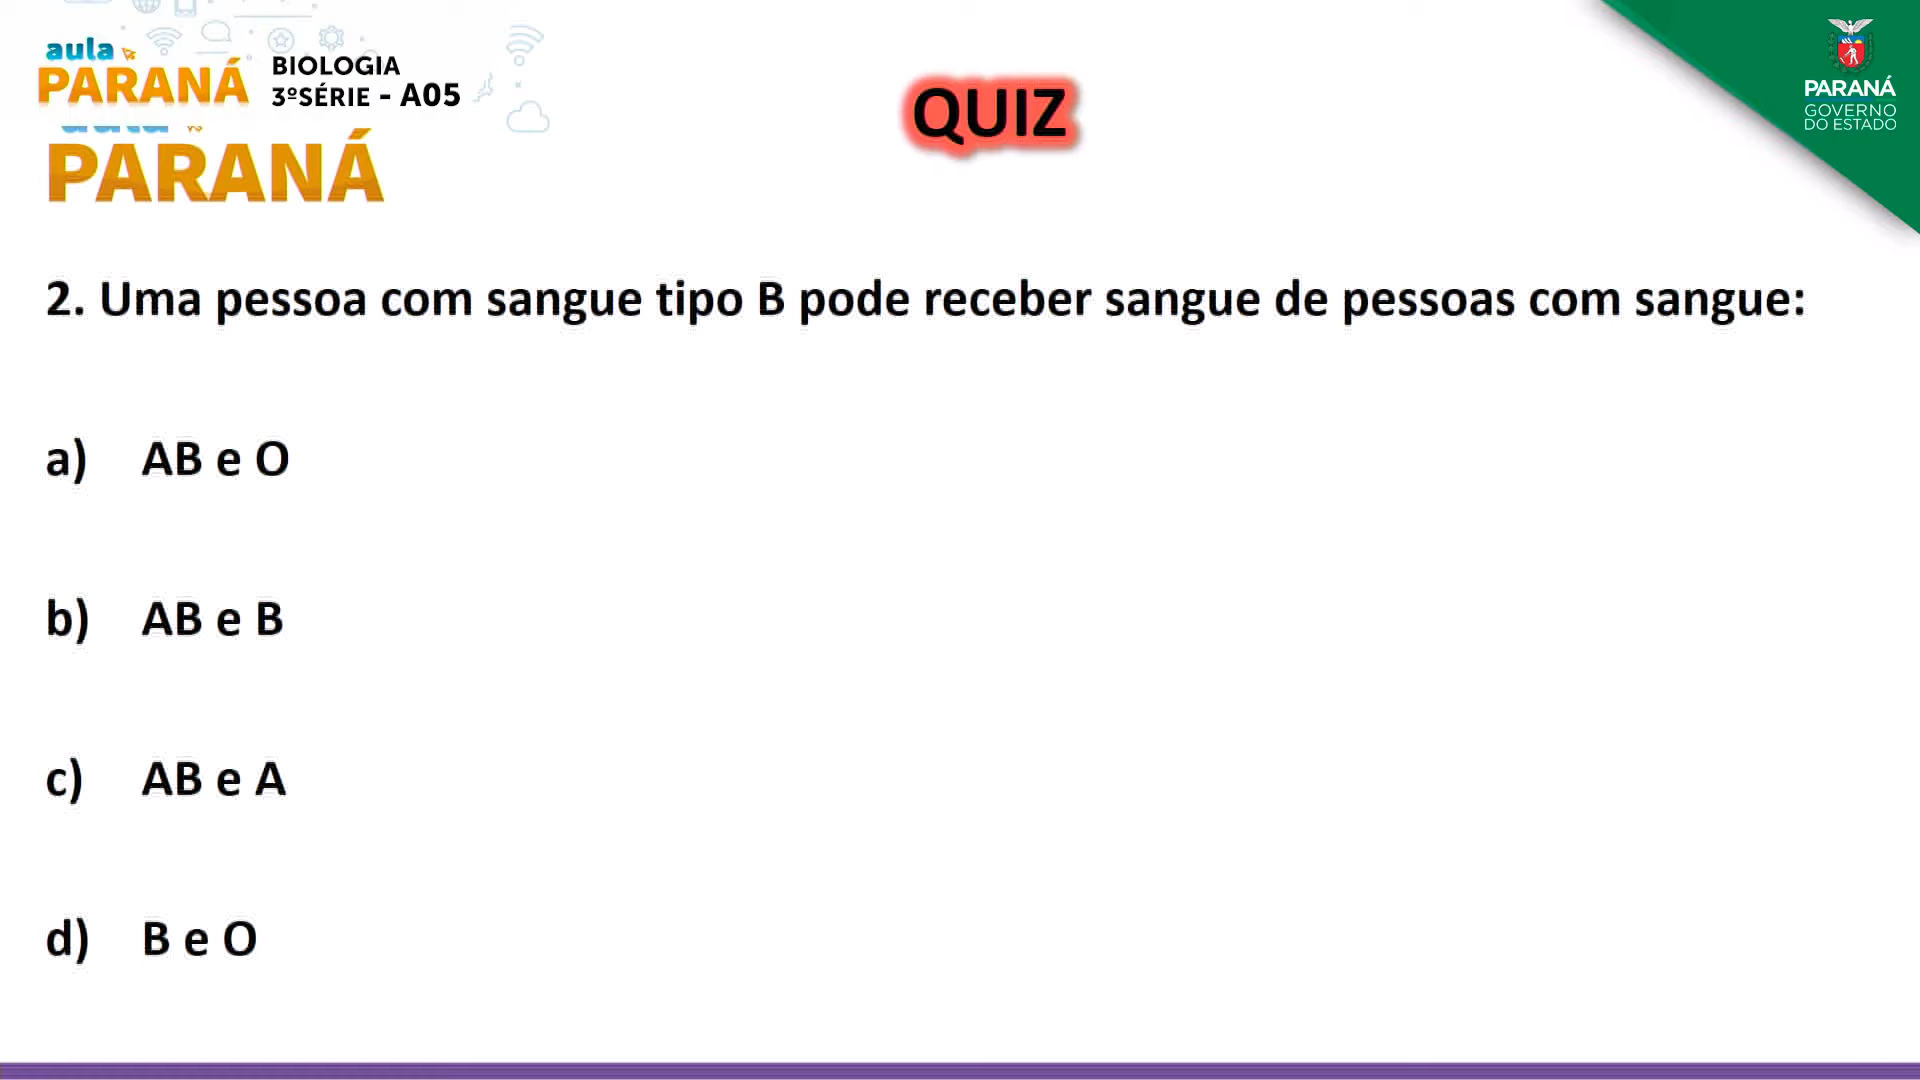 aula
PARANÁ
BIOLOGIA
3ºSÉRIE - A05
PARANÁ
QUIZ
PARANÁ
GOVERNO
DO ESTADO
2. Uma pessoa com sangue tipo B pode receber sangue de pessoas com sangue:
a) AB e O
b) AB e B
c) AB e A
d) B e O